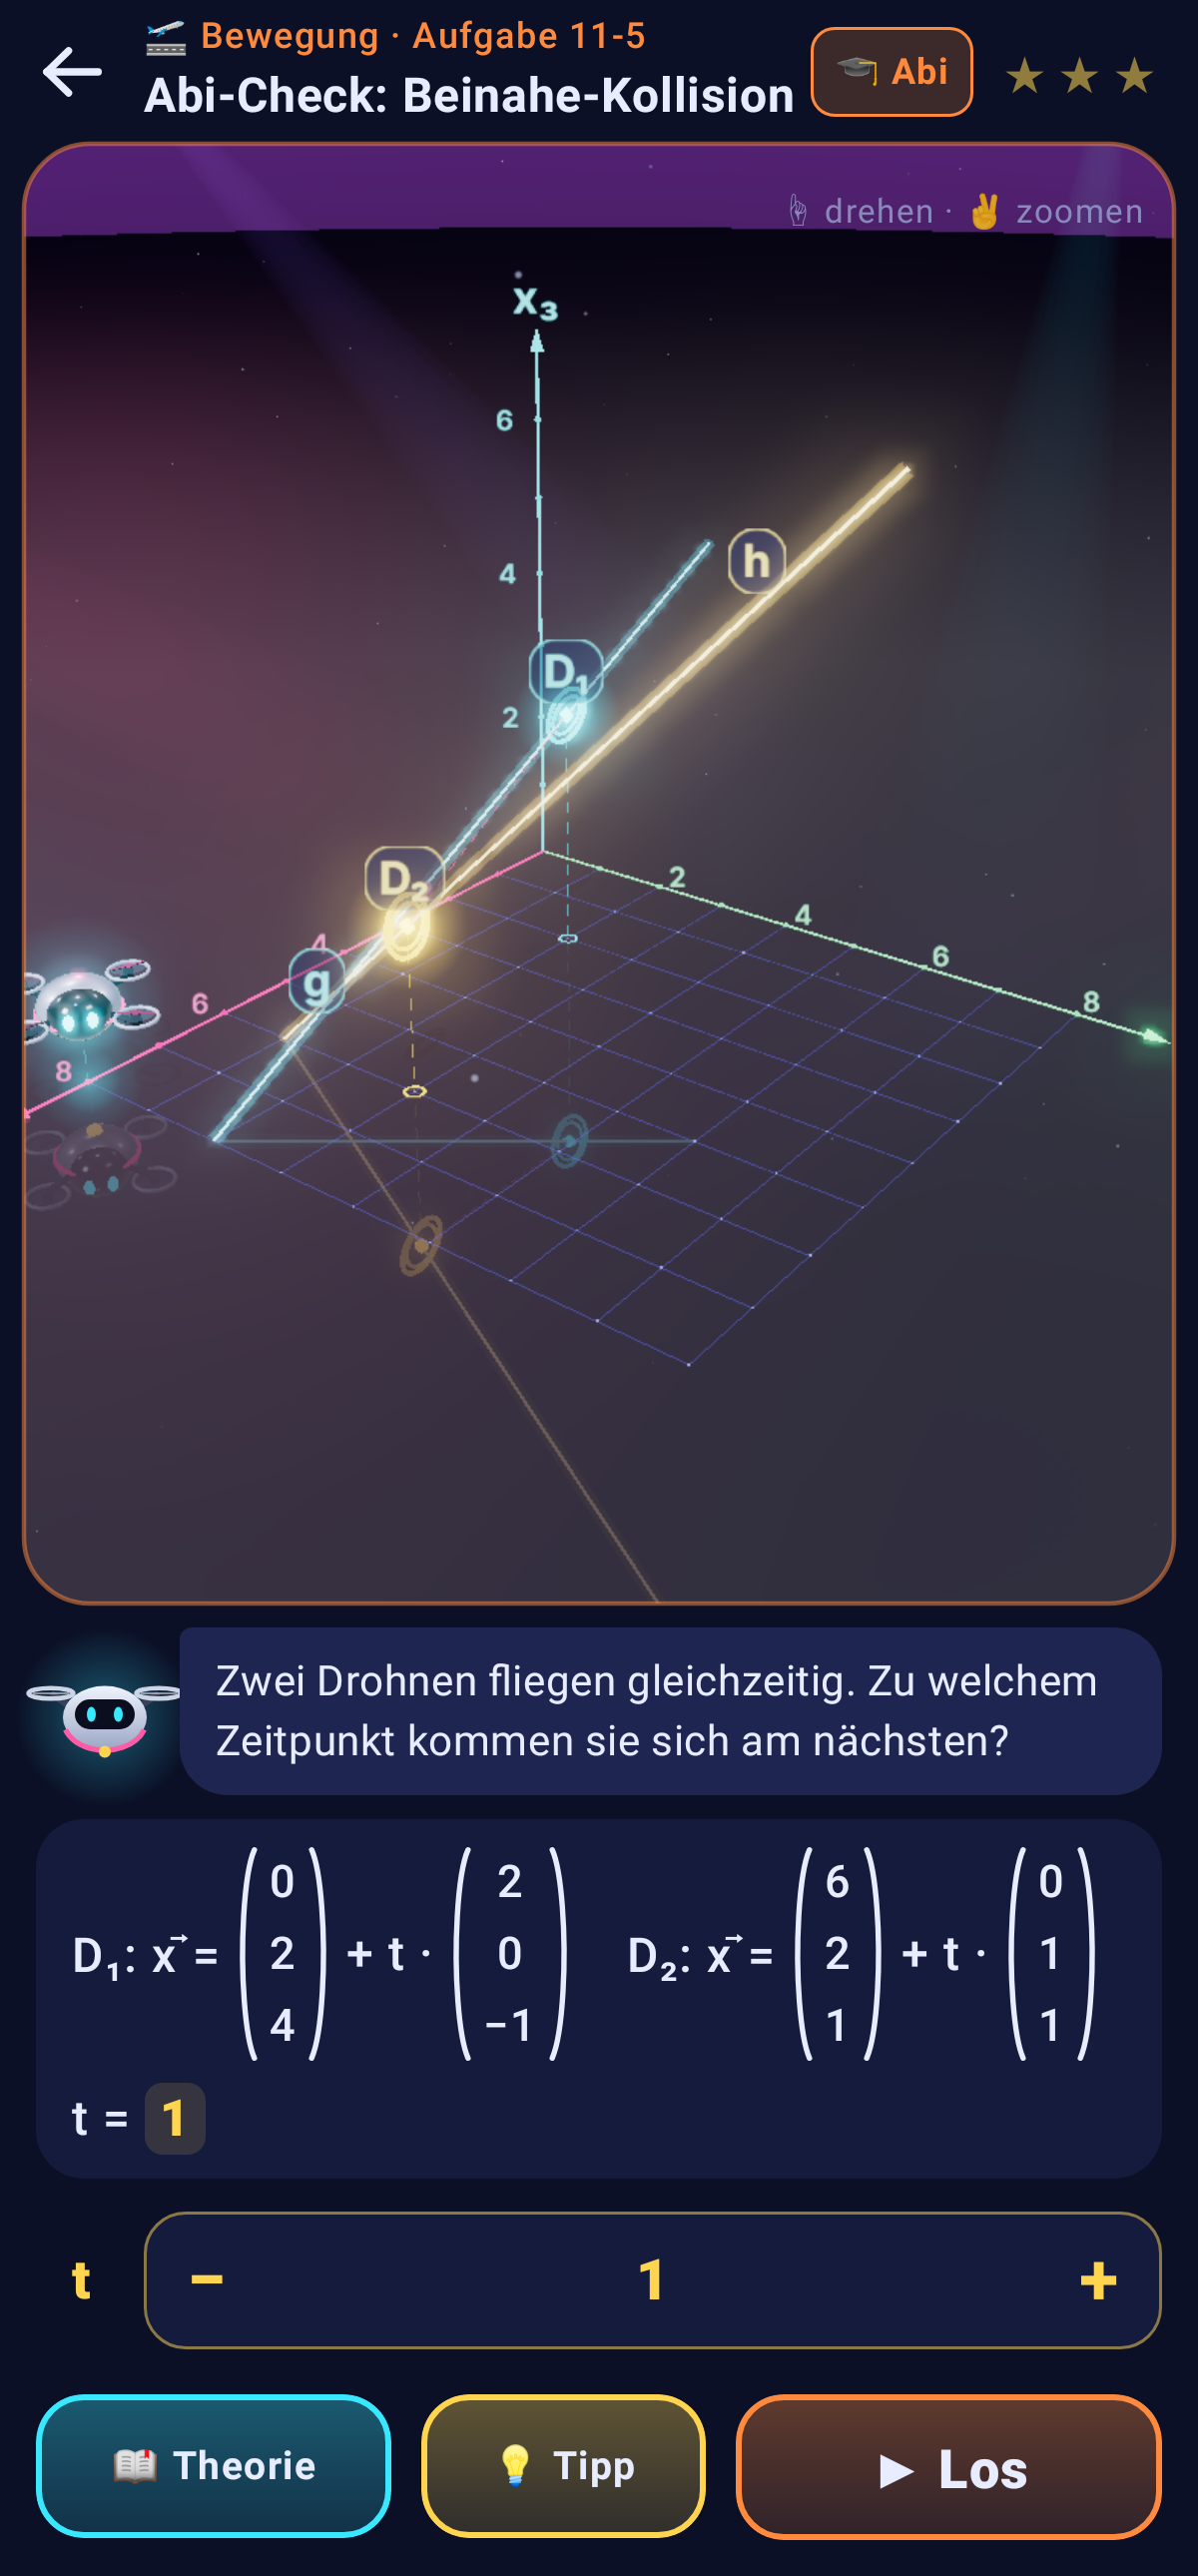 🛫 Bewegung · Aufgabe 11-5
Abi-Check: Beinahe-Kollision
🎓 Abi
★ ★ ★
☝ drehen · ✌ zoomen
x₃
6
4
2
h
D₁
D₂
g
4
6
8
2
4
6
8
Zwei Drohnen fliegen gleichzeitig. Zu welchem
Zeitpunkt kommen sie sich am nächsten?
D₁: x⃗ = (0 2 4) + t · (2 0 −1) D₂: x⃗ = (6 2 1) + t · (0 1 1)
t = 1
t − 1 +
📖 Theorie
💡 Tipp
▶ Los